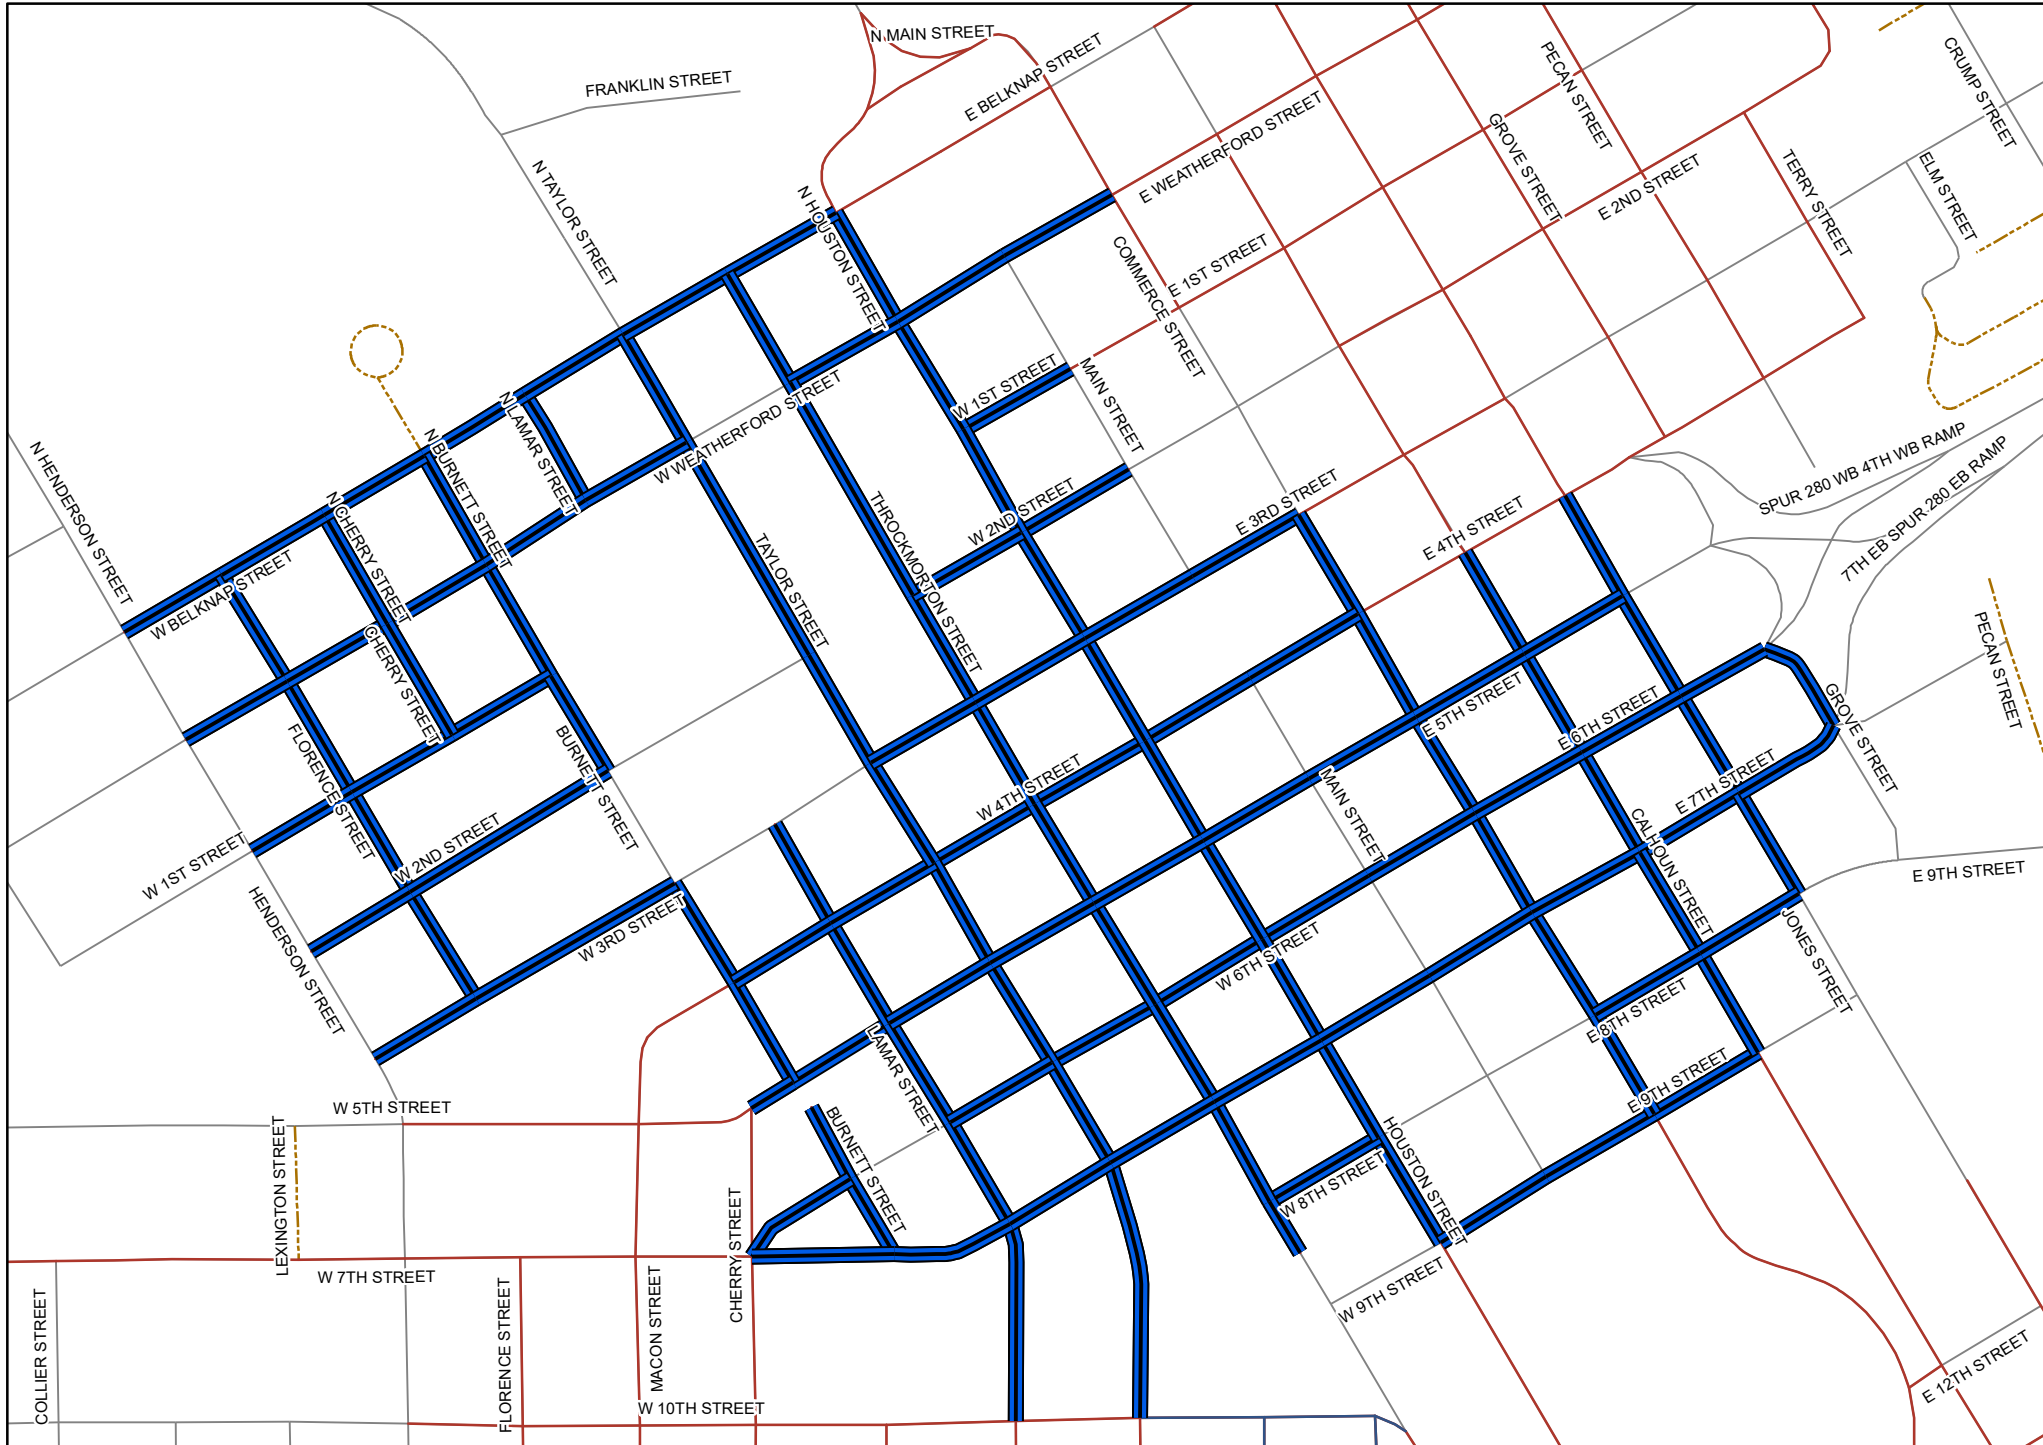 N MAIN STREET
FRANKLIN STREET
E BELKNAP STREET
PECAN STREET
CRUMP STREET
N TAYLOR STREET
E WEATHERFORD STREET
GROVE STREET
E 2ND STREET
TERRY STREET
ELM STREET
N HOUSTON STREET
COMMERCE STREET
E 1ST STREET
N LAMAR STREET
W WEATHERFORD STREET
W 1ST STREET
MAIN STREET
N HENDERSON STREET
N BURNETT STREET
N CHERRY STREET
W BELKNAP STREET
THROCKMORTON STREET
W 2ND STREET
E 3RD STREET
E 4TH STREET
SPUR 280 WB 4TH WB RAMP
7TH EB SPUR 280 EB RAMP
TAYLOR STREET
CHERRY STREET
PECAN STREET
FLORENCE STREET
BURNETT STREET
E 5TH STREET
E 6TH STREET
GROVE STREET
W 4TH STREET
MAIN STREET
E 7TH STREET
W 1ST STREET
W 2ND STREET
CALHOUN STREET
E 9TH STREET
HENDERSON STREET
W 3RD STREET
W 6TH STREET
JONES STREET
E 8TH STREET
LAMAR STREET
E 9TH STREET
W 5TH STREET
LEXINGTON STREET
BURNETT STREET
HOUSTON STREET
W 8TH STREET
CHERRY STREET
W 7TH STREET
W 9TH STREET
COLLIER STREET
FLORENCE STREET
MACON STREET
W 10TH STREET
E 12TH STREET